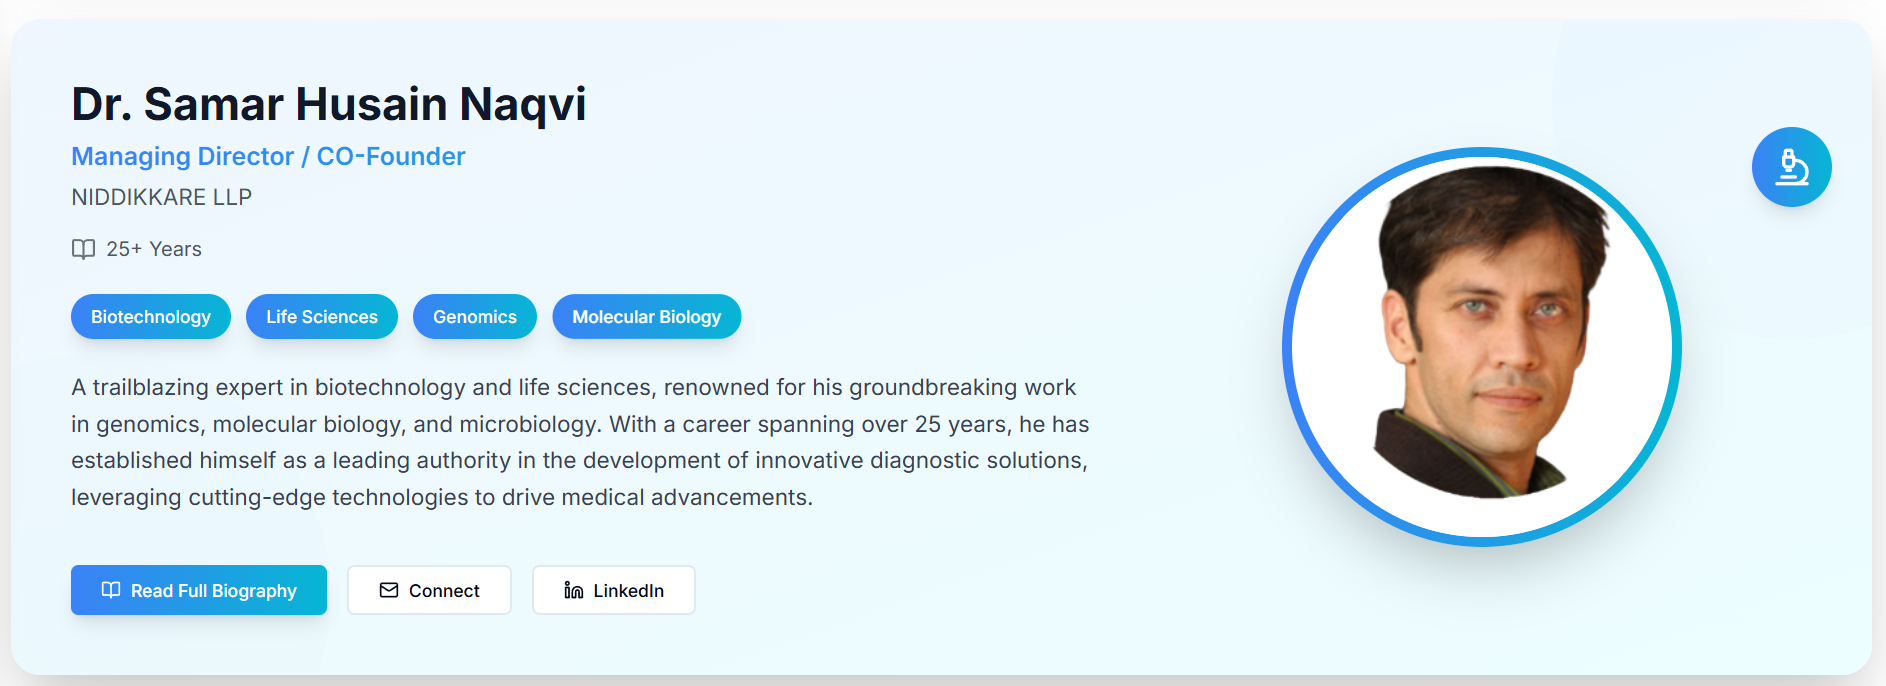 Dr. Samar Husain Naqvi
Managing Director / CO-Founder
NIDDIKKARE LLP
25+ Years
Biotechnology
Life Sciences
Genomics
Molecular Biology
A trailblazing expert in biotechnology and life sciences, renowned for his groundbreaking work
in genomics, molecular biology, and microbiology. With a career spanning over 25 years, he has
established himself as a leading authority in the development of innovative diagnostic solutions,
leveraging cutting-edge technologies to drive medical advancements.
Read Full Biography
Connect
LinkedIn